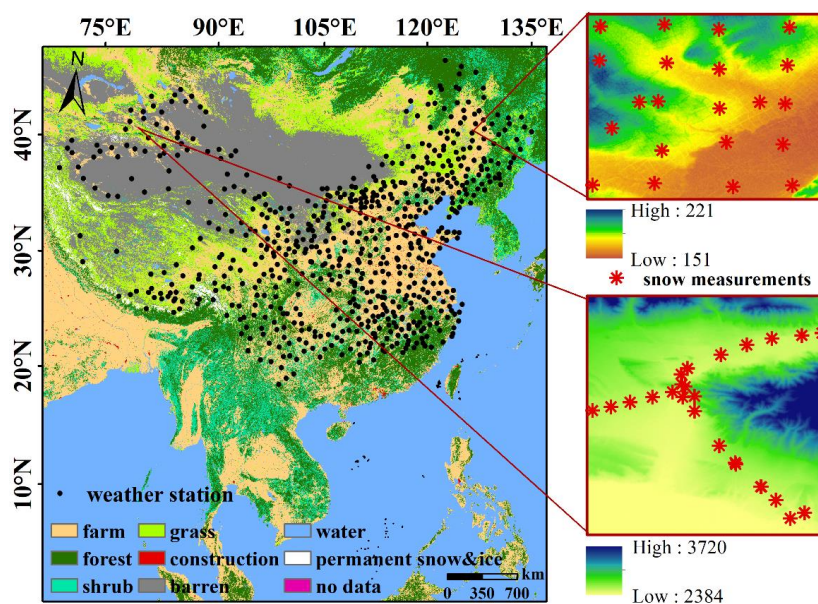 75°E 90°E 105°E 120°E 135°E
N
40°N
30°N
20°N
10°N
weather station
farm grass water
forest construction permanent snow&ice
shrub barren no data
km
0 350 700
High : 221
Low : 151
snow measurements
High : 3720
2384